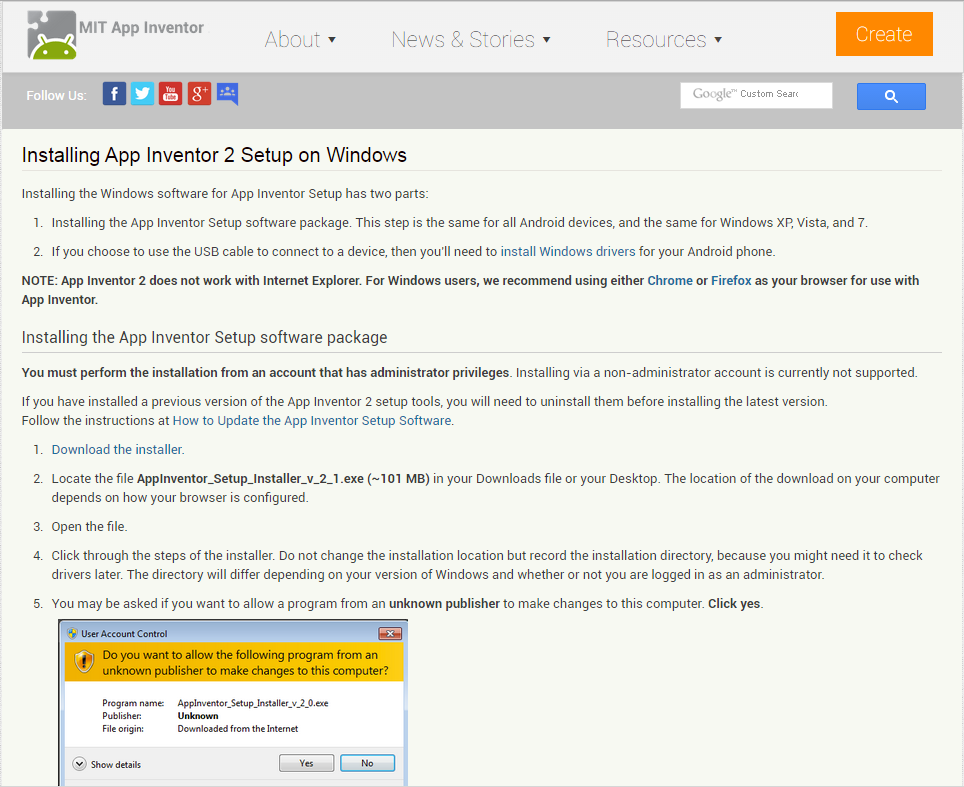 MIT App Inventor
About
News & Stories
Resources
Create
Follow Us:
f
You
Tube
g+
Google™ Custom Searc
Installing App Inventor 2 Setup on Windows
Installing the Windows software for App Inventor Setup has two parts:
1. Installing the App Inventor Setup software package. This step is the same for all Android devices, and the same for Windows XP, Vista, and 7.
2. If you choose to use the USB cable to connect to a device, then you'll need to install Windows drivers for your Android phone.
NOTE: App Inventor 2 does not work with Internet Explorer. For Windows users, we recommend using either Chrome or Firefox as your browser for use with
App Inventor.
Installing the App Inventor Setup software package
You must perform the installation from an account that has administrator privileges. Installing via a non-administrator account is currently not supported.
If you have installed a previous version of the App Inventor 2 setup tools, you will need to uninstall them before installing the latest version.
Follow the instructions at How to Update the App Inventor Setup Software.
1. Download the installer.
2. Locate the file AppInventor_Setup_Installer_v_2_1.exe (~101 MB) in your Downloads file or your Desktop. The location of the download on your computer
depends on how your browser is configured.
3. Open the file.
4. Click through the steps of the installer. Do not change the installation location but record the installation directory, because you might need it to check
drivers later. The directory will differ depending on your version of Windows and whether or not you are logged in as an administrator.
5. You may be asked if you want to allow a program from an unknown publisher to make changes to this computer. Click yes.
User Account Control
Do you want to allow the following program from an
unknown publisher to make changes to this computer?
Program name: AppInventor_Setup_Installer_v_2_0.exe
Publisher: Unknown
File origin: Downloaded from the Internet
Show details
Yes
No